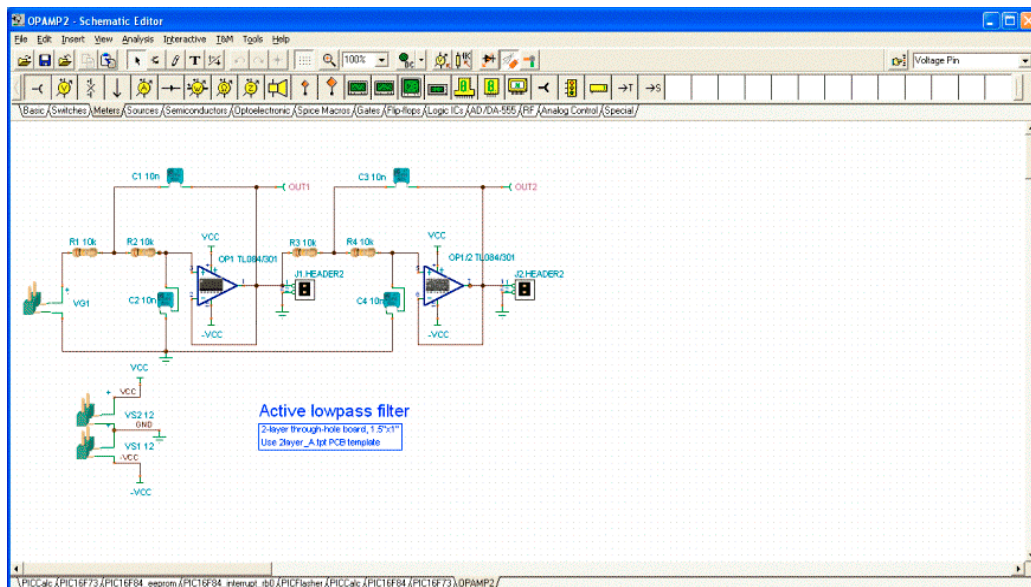 OPAMP2 - Schematic Editor
File Edit Insert View Analysis Interactive T&M Tools Help
100%
DC
Voltage Pin
Basic Switches Meters Sources Semiconductors Optoelectronic Spice Macros Gates Flip-flops Logic ICs AD/DA-555 RF Analog Control Special
C1 10n
OUT1
C3 10n
OUT2
R1 10k
R2 10k
VCC
OP1 TL084/301
R3 10k
R4 10k
VCC
OP1/2 TL084/301
J1.HEADER2
J2.HEADER2
VG1
C2 10n
C4 10n
-VCC
-VCC
VCC
VCC
VS2 12
GND
VS1 12
-VCC
-VCC
Active lowpass filter
2-layer through-hole board, 1.5"x1"
Use 2layer_A.tpt PCB template
PICCalc PIC16F73 PIC16F84_eeprom PIC16F84_interrupt_rb0 PICFlasher PICCalc PIC16F84 PIC16F73 OPAMP2